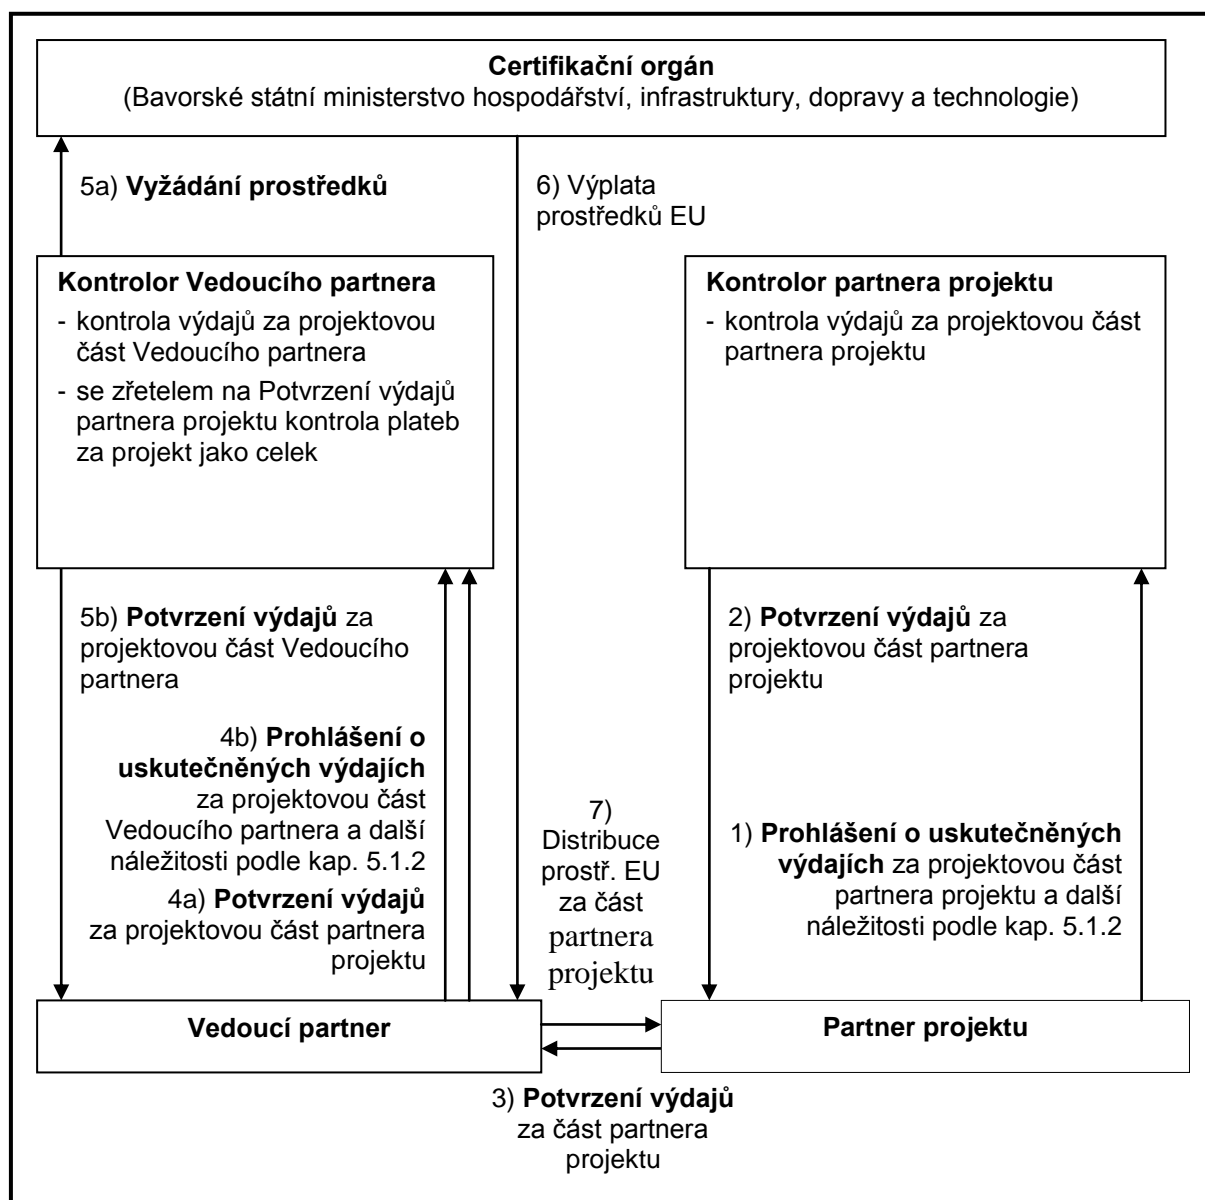 Certifikační orgán
(Bavorské státní ministerstvo hospodářství, infrastruktury, dopravy a technologie)
5a) Vyžádání prostředků
6) Výplata
prostředků EU
Kontrolor Vedoucího partnera
- kontrola výdajů za projektovou
část Vedoucího partnera
- se zřetelem na Potvrzení výdajů
partnera projektu kontrola plateb
za projekt jako celek
Kontrolor partnera projektu
- kontrola výdajů za projektovou část
partnera projektu
5b) Potvrzení výdajů za
projektovou část Vedoucího
partnera
2) Potvrzení výdajů za
projektovou část partnera
projektu
4b) Prohlášení o
uskutečněných výdajích
za projektovou část
Vedoucího partnera a další
náležitosti podle kap. 5.1.2
4a) Potvrzení výdajů
za projektovou část partnera
projektu
7)
Distribuce
prostř. EU
za část
partnera
projektu
1) Prohlášení o uskutečněných
výdajích za projektovou část
partnera projektu a další
náležitosti podle kap. 5.1.2
Vedoucí partner
Partner projektu
3) Potvrzení výdajů
za část partnera
projektu